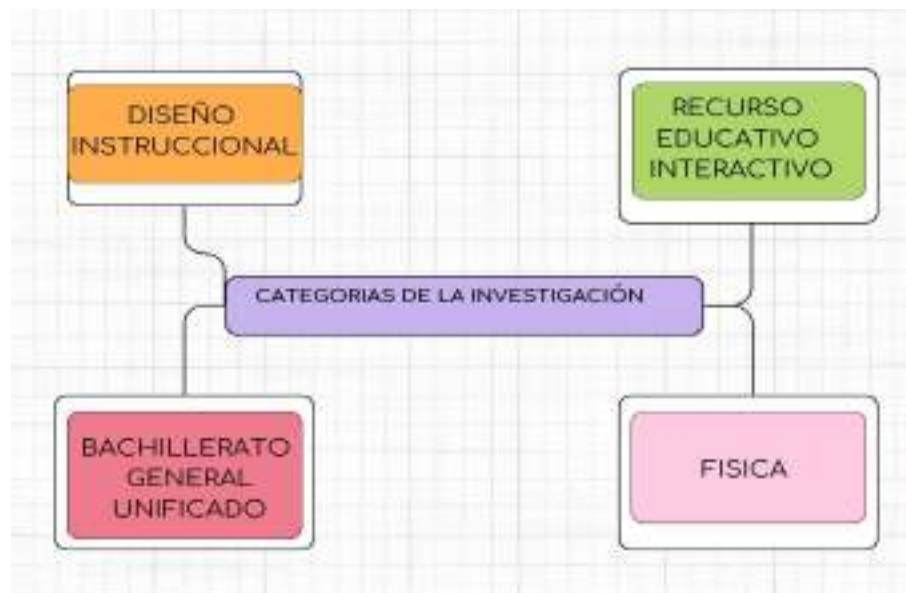 DISEÑO
INSTRUCCIONAL
RECURSO
EDUCATIVO
INTERACTIVO
CATEGORIAS DE LA INVESTIGACIÓN
BACHILLERATO
GENERAL
UNIFICADO
FISICA